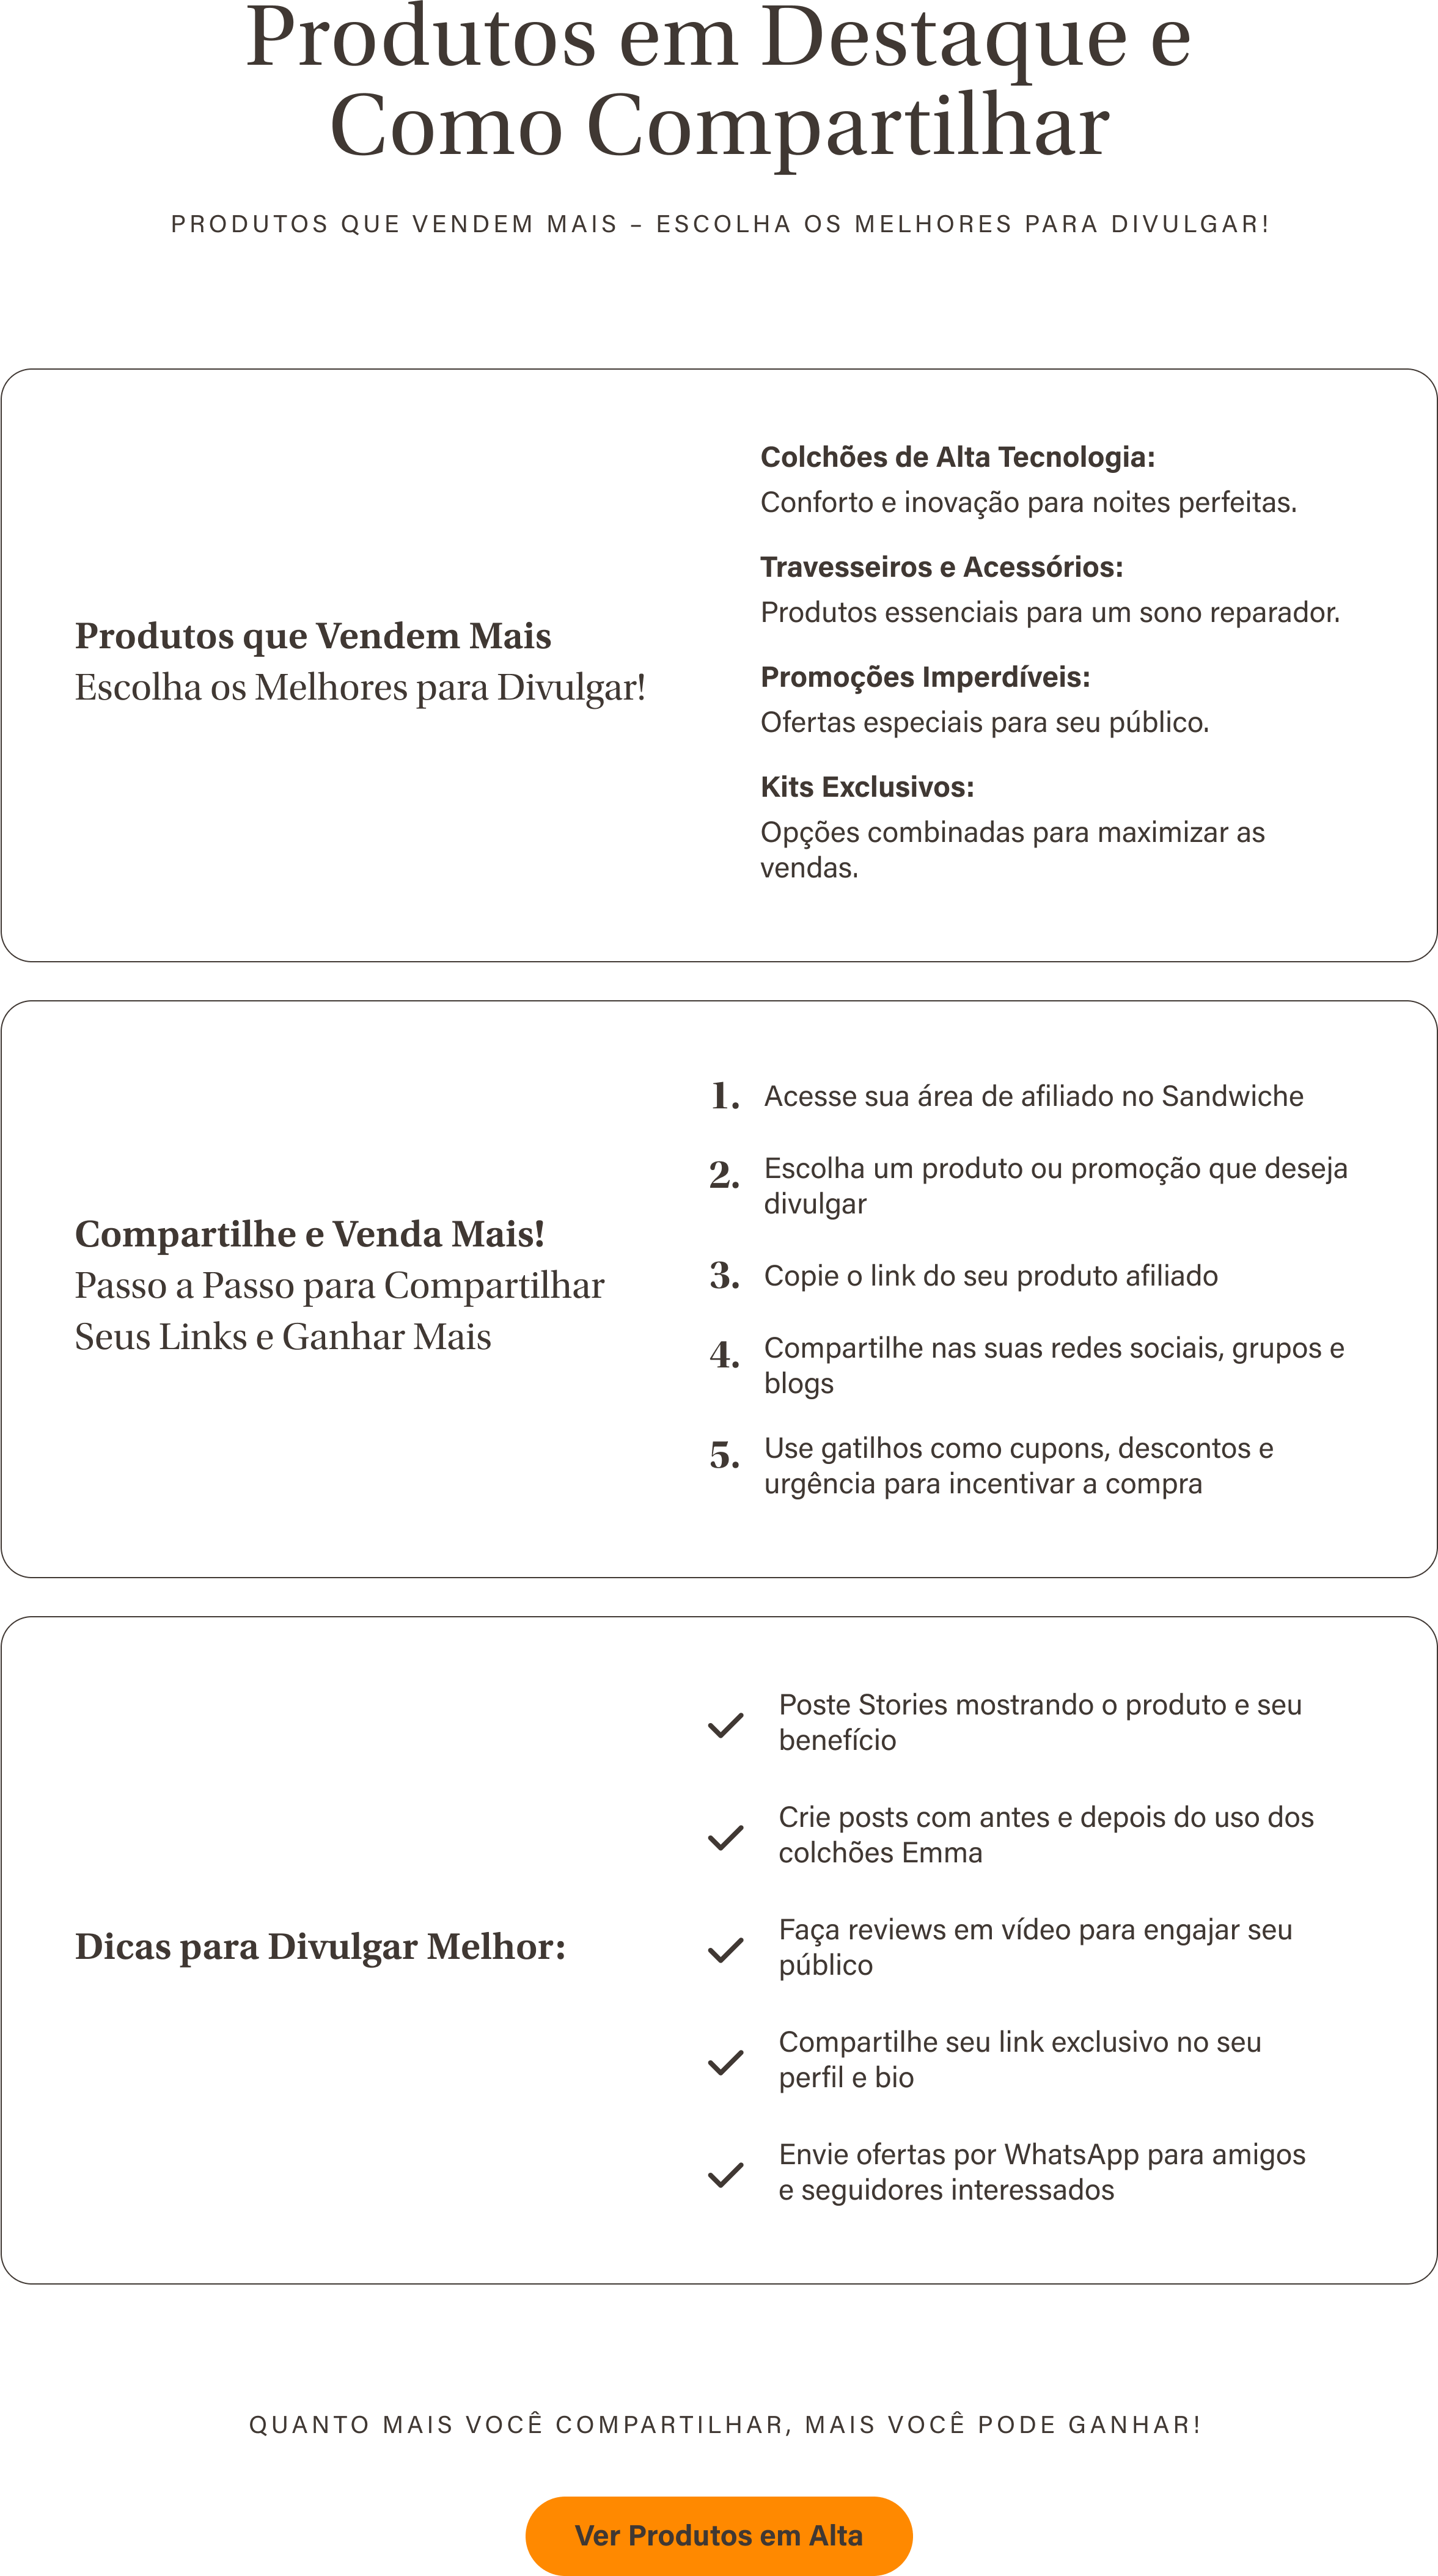 Produtos em Destaque e
Como Compartilhar
PRODUTOS QUE VENDEM MAIS – ESCOLHA OS MELHORES PARA DIVULGAR!
Produtos que Vendem Mais
Escolha os Melhores para Divulgar!
Colchões de Alta Tecnologia:
Conforto e inovação para noites perfeitas.
Travesseiros e Acessórios:
Produtos essenciais para um sono reparador.
Promoções Imperdíveis:
Ofertas especiais para seu público.
Kits Exclusivos:
Opções combinadas para maximizar as
vendas.
Compartilhe e Venda Mais!
Passo a Passo para Compartilhar
Seus Links e Ganhar Mais
1. Acesse sua área de afiliado no Sandwiche
2. Escolha um produto ou promoção que deseja
divulgar
3. Copie o link do seu produto afiliado
4. Compartilhe nas suas redes sociais, grupos e
blogs
5. Use gatilhos como cupons, descontos e
urgência para incentivar a compra
Dicas para Divulgar Melhor:
Poste Stories mostrando o produto e seu
benefício
Crie posts com antes e depois do uso dos
colchões Emma
Faça reviews em vídeo para engajar seu
público
Compartilhe seu link exclusivo no seu
perfil e bio
Envie ofertas por WhatsApp para amigos
e seguidores interessados
QUANTO MAIS VOCÊ COMPARTILHAR, MAIS VOCÊ PODE GANHAR!
Ver Produtos em Alta